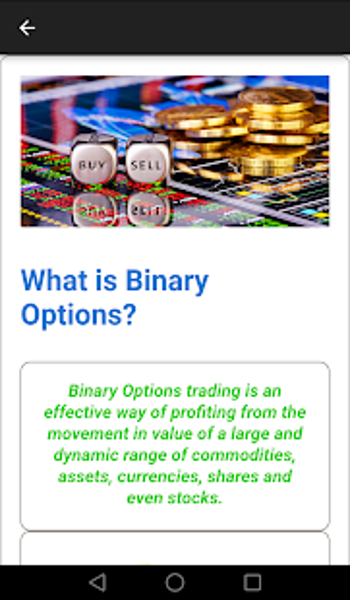 BUY SELL
What is Binary
Options?
Binary Options trading is an
effective way of profiting from the
movement in value of a large and
dynamic range of commodities,
assets, currencies, shares and
even stocks.